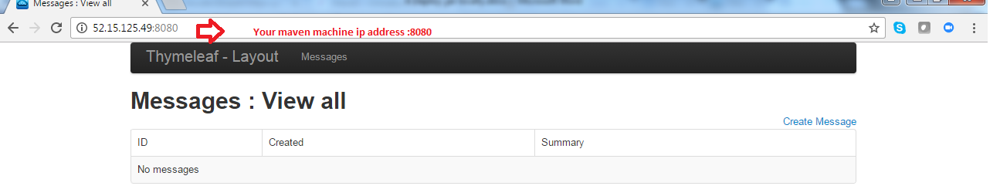 Messages : View all
52.15.125.49:8080
Your maven machine ip address :8080
Thymeleaf - Layout Messages
Messages : View all
Create Message
ID Created Summary
No messages